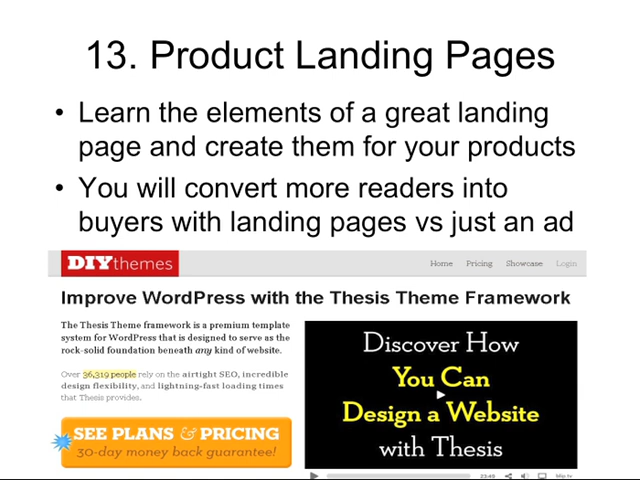 13. Product Landing Pages
• Learn the elements of a great landing
page and create them for your products
• You will convert more readers into
buyers with landing pages vs just an ad
DIYthemes
Home Pricing Showcase Login
Improve WordPress with the Thesis Theme Framework
The Thesis Theme framework is a premium template
system for WordPress that is designed to serve as the
rock-solid foundation beneath any kind of website.
Over 36,319 people rely on the airtight SEO, incredible
design flexibility, and lightning-fast loading times
that Thesis provides.
SEE PLANS & PRICING
30-day money back guarantee!
Discover How
You Can
Design a Website
with Thesis